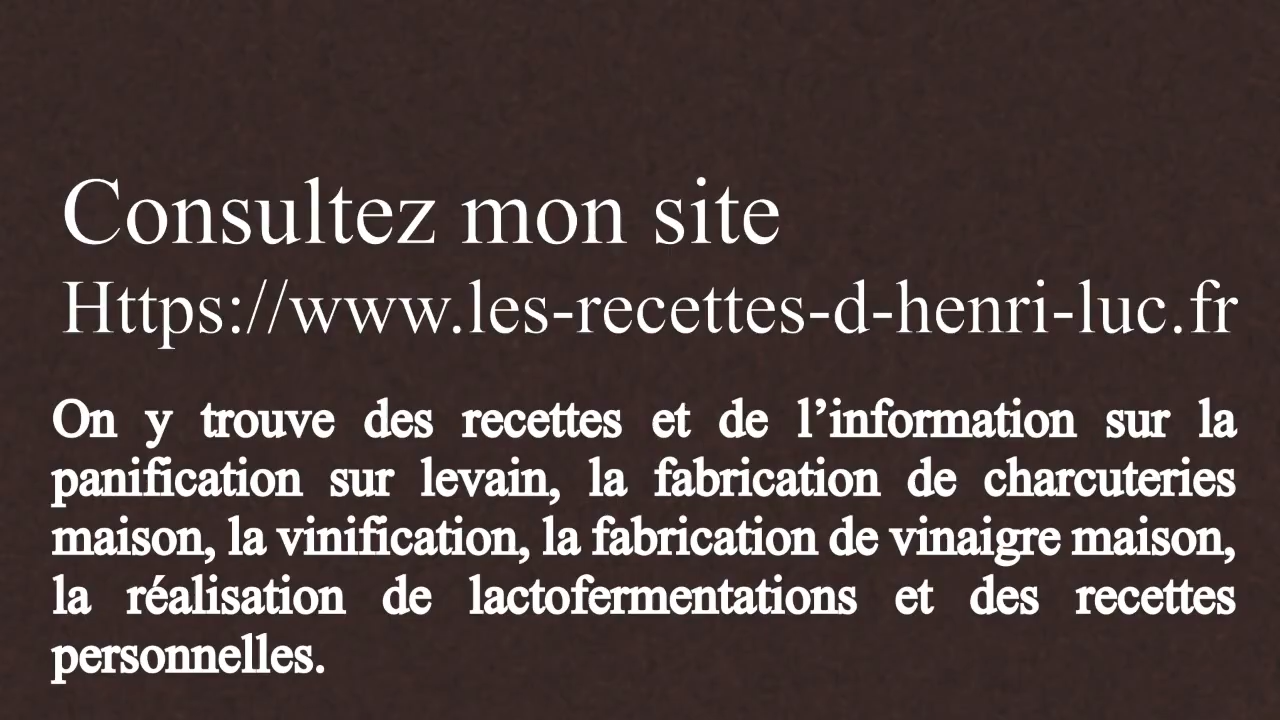 Consultez mon site
Https://www.les-recettes-d-henri-luc.fr
On y trouve des recettes et de l’information sur la
panification sur levain, la fabrication de charcuteries
maison, la vinification, la fabrication de vinaigre maison,
la réalisation de lactofermentations et des recettes
personnelles.